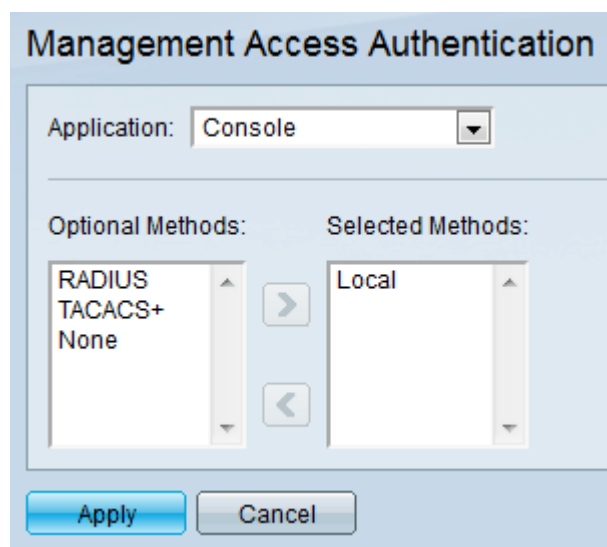 Management Access Authentication
Application: Console
Optional Methods: Selected Methods:
RADIUS
TACACS+
None
Local
Apply Cancel